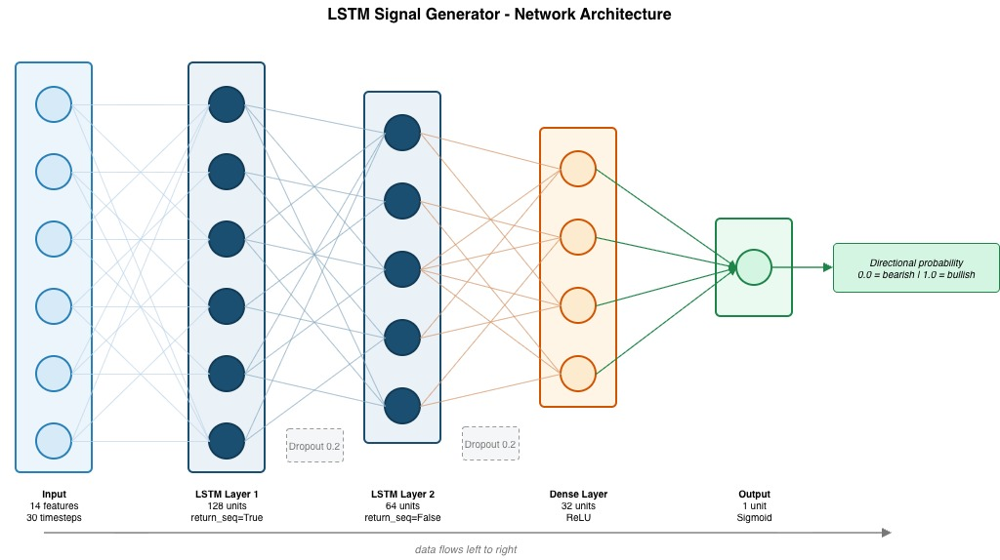 LSTM Signal Generator - Network Architecture
Directional probability
0.0 = bearish I 1.0 = bullish
Dropout 0.2
Dropout 0.2
Input
14 features
30 timesteps
LSTM Layer 1
128 units
return_seq=True
LSTM Layer 2
64 units
return_seq=False
Dense Layer
32 units
ReLU
Output
1 unit
Sigmoid
data flows left to right